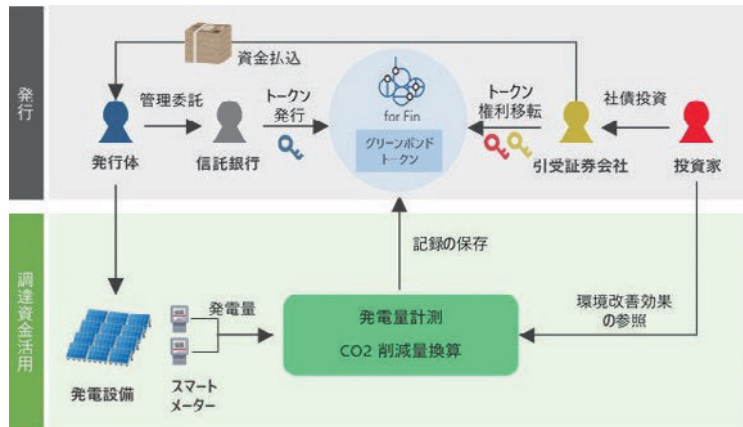 発行
資金払込
管理委託
トークン
発行
for Fin
グリーンボンド
トークン
トークン
権利移転
社債投資
発行体
信託銀行
引受証券会社
投資家
調達資金活用
記録の保存
発電量
発電量計測
CO2 削減量換算
環境改善効果
の参照
発電設備
スマート
メーター